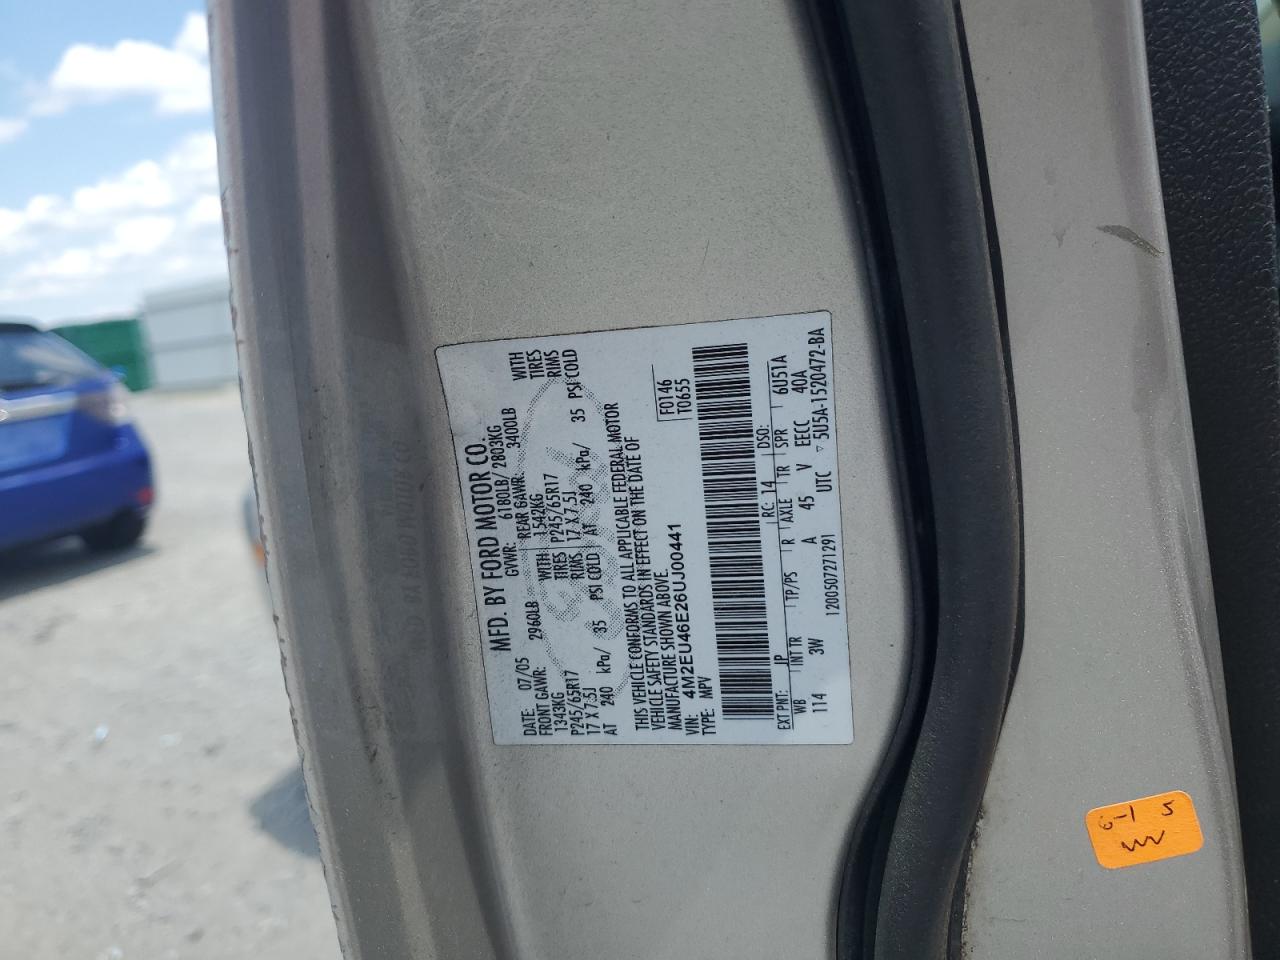 MFD. BY FORD MOTOR CO.
DATE: 07/05 GVWR: 6180LB/ 2803KG
FRONT GAWR: 2960LB REAR GAWR: 3400LB
1343KG WITH 1542KG WITH
P245/65R17 TIRES P245/65R17 TIRES
17 X 7.5J RIMS 17 X 7.5J RIMS
AT 240 kPa/ 35 PSI COLD AT 240 kPa/ 35 PSI COLD
THIS VEHICLE CONFORMS TO ALL APPLICABLE FEDERAL MOTOR
VEHICLE SAFETY STANDARDS IN EFFECT ON THE DATE OF
MANUFACTURE SHOWN ABOVE.
F0146
T0655
VIN: 4M2EU46E26UJ00441
TYPE: MPV
EXT PNT: JP RC: 14 DSO:
WB INT TR TP/PS R AXLE TR SPR 6U51A
114 3W A 45 V EECC 40A
1200507271291 UTC ▽ 5U5A-1520472-BA
6-1 5